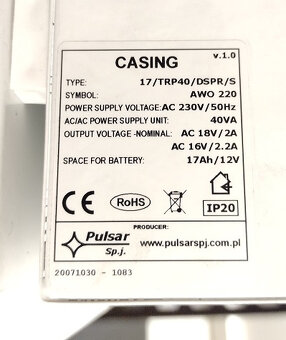 CASING v.1.0
TYPE: 17/TRP40/DSPR/S
SYMBOL: AWO 220
POWER SUPPLY VOLTAGE: AC 230V/50Hz
AC/AC POWER SUPPLY UNIT: 40VA
OUTPUT VOLTAGE -NOMINAL: AC 18V/2A
AC 16V/2.2A
SPACE FOR BATTERY: 17Ah/12V
CE RoHS IP20
PRODUCER:
Pulsar www.pulsarspj.com.pl
Sp.j.
20071030 - 1083